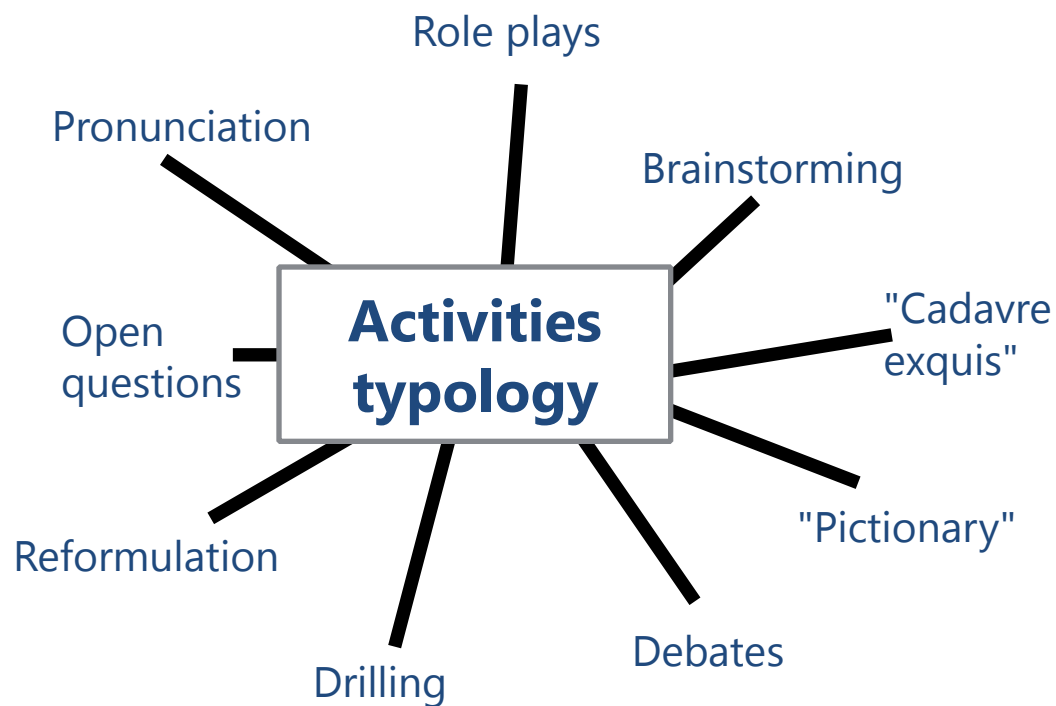 Role plays
Pronunciation
Brainstorming
Activities
typology
"Cadavre
exquis"
Open
questions
"Pictionary"
Reformulation
Debates
Drilling